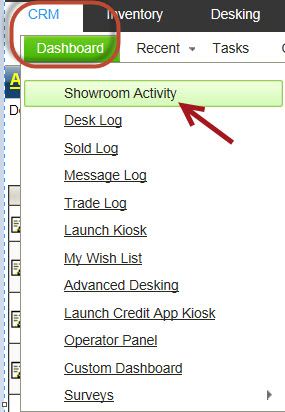 CRM Inventory Desking
Dashboard Recent Tasks
Showroom Activity
Desk Log
Sold Log
Message Log
Trade Log
Launch Kiosk
My Wish List
Advanced Desking
Launch Credit App Kiosk
Operator Panel
Custom Dashboard
Surveys